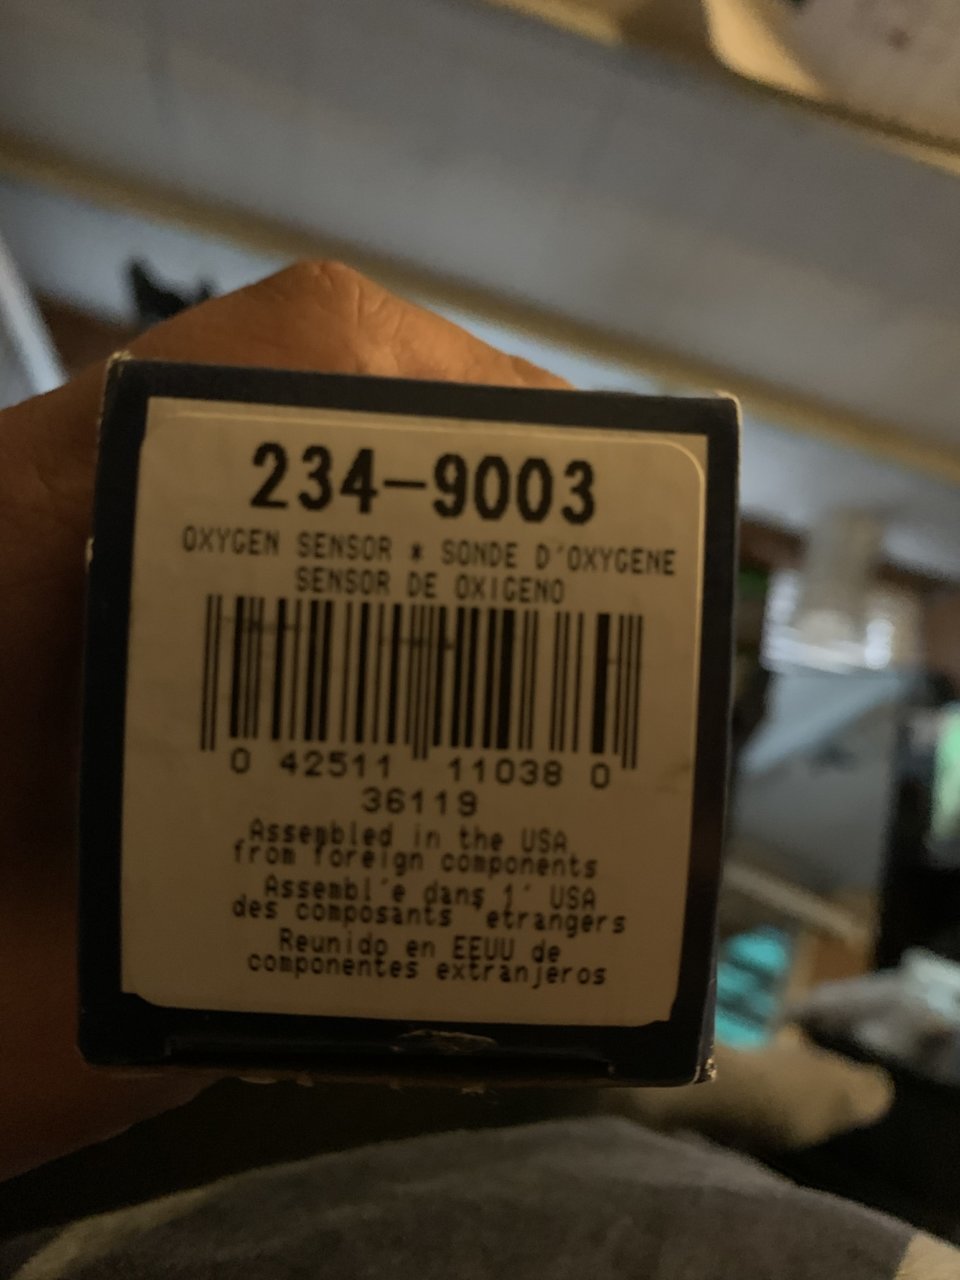 234-9003
OXYGEN SENSOR * SONDE D'OXYGENE
SENSOR DE OXIGENO
0 42511 11038 0
36119
Assembled in the USA
from foreign components
Assembl'e dans l' USA
des composants 'etrangers
Reunido en EEUU de
componentes extranjeros